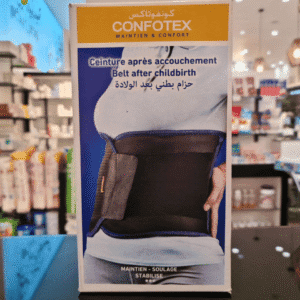 كونفوتكس
CONFOTEX
MAINTIEN & CONFORT
Ceinture après accouchement
Belt after childbirth
حزام بطني بعد الولادة
MAINTIEN - SOULAGE
STABILISE